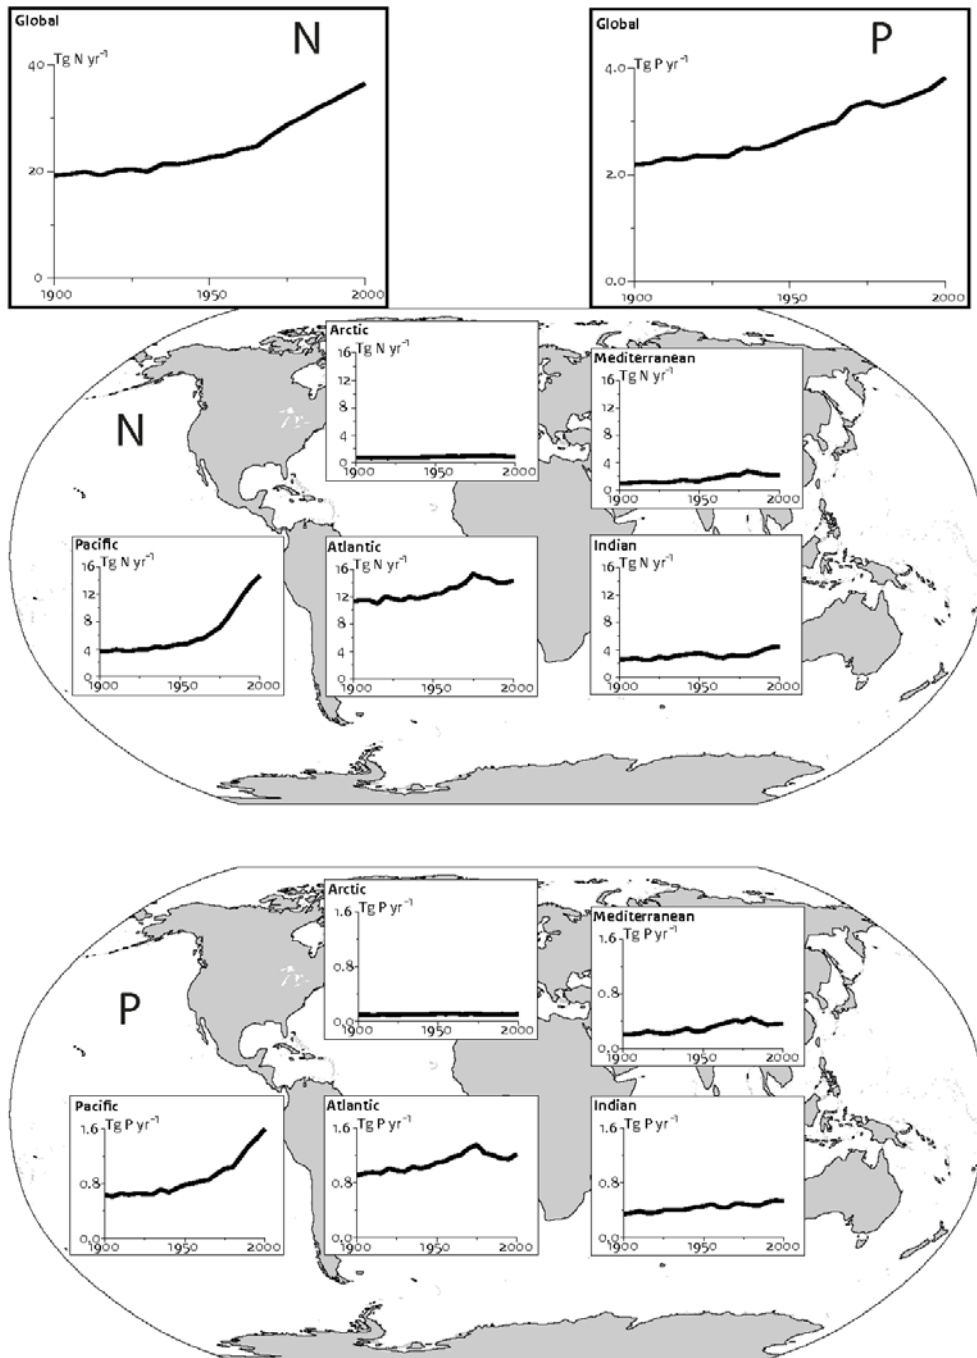 Global
N
Tg N yr⁻¹
40
20
0
1900 1950 2000
Global
P
Tg P yr⁻¹
4.0
2.0
0.0
1900 1950 2000
N
Arctic
Tg N yr⁻¹
16
12
8
4
0
1900 1950 2000
Mediterranean
Tg N yr⁻¹
16
12
8
4
0
1900 1950 2000
Pacific
Tg N yr⁻¹
16
12
8
4
0
1900 1950 2000
Atlantic
Tg N yr⁻¹
16
12
8
4
0
1900 1950 2000
Indian
Tg N yr⁻¹
16
12
8
4
0
1900 1950 2000
P
Arctic
Tg P yr⁻¹
1.6
0.8
0.0
1900 1950 2000
Mediterranean
Tg P yr⁻¹
1.6
0.8
0.0
1900 1950 2000
Pacific
Tg P yr⁻¹
1.6
0.8
0.0
1900 1950 2000
Atlantic
Tg P yr⁻¹
1.6
0.8
0.0
1900 1950 2000
Indian
Tg P yr⁻¹
1.6
0.8
0.0
1900 1950 2000